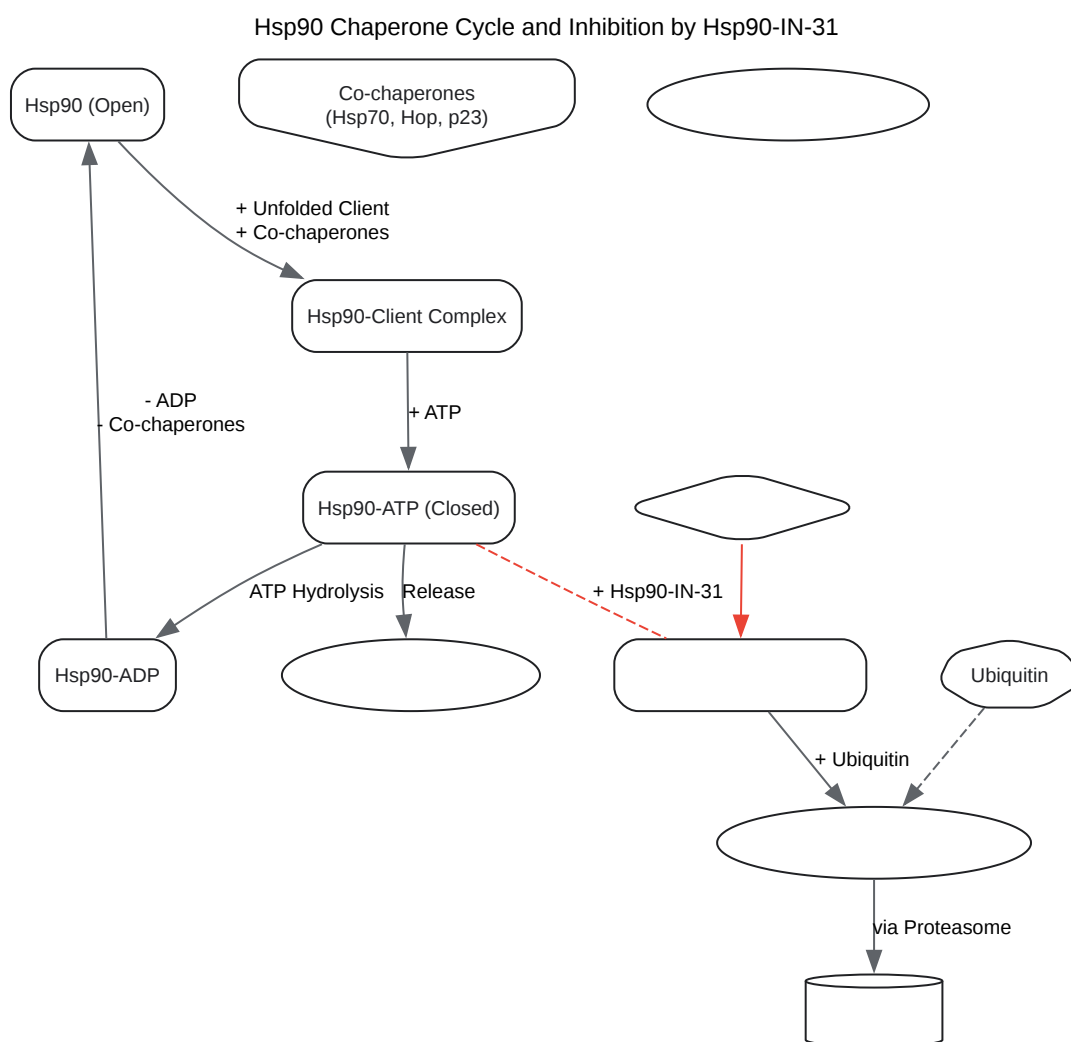 Hsp90 Chaperone Cycle and Inhibition by Hsp90-IN-31
Hsp90 (Open)
Co-chaperones
(Hsp70, Hop, p23)
+ Unfolded Client
+ Co-chaperones
Hsp90-Client Complex
- ADP
- Co-chaperones
+ ATP
Hsp90-ATP (Closed)
ATP Hydrolysis
Release
+ Hsp90-IN-31
Hsp90-ADP
Ubiquitin
+ Ubiquitin
via Proteasome